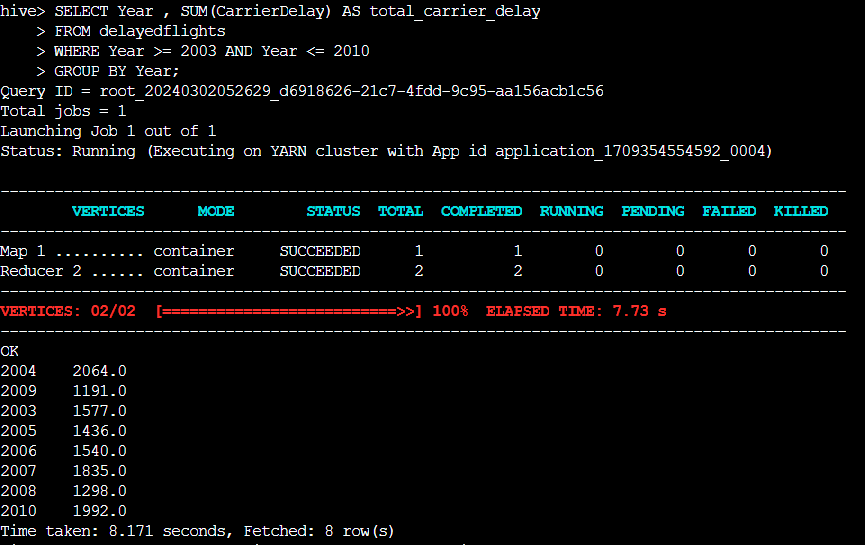 hive> SELECT Year , SUM(CarrierDelay) AS total_carrier_delay
    > FROM delayedflights
    > WHERE Year >= 2003 AND Year <= 2010
    > GROUP BY Year;
Query ID = root_20240302052629_d6918626-21c7-4fdd-9c95-aa156acb1c56
Total jobs = 1
Launching Job 1 out of 1
Status: Running (Executing on YARN cluster with App id application_1709354554592_0004)
----------------------------------------------------------------------------------------------
        VERTICES      MODE        STATUS  TOTAL  COMPLETED  RUNNING  PENDING  FAILED  KILLED
----------------------------------------------------------------------------------------------
Map 1 .......... container     SUCCEEDED      1          1        0        0       0       0
Reducer 2 ...... container     SUCCEEDED      2          2        0        0       0       0
----------------------------------------------------------------------------------------------
VERTICES: 02/02  [==========================>>] 100%  ELAPSED TIME: 7.73 s
----------------------------------------------------------------------------------------------
OK
2004    2064.0
2009    1191.0
2003    1577.0
2005    1436.0
2006    1540.0
2007    1835.0
2008    1298.0
2010    1992.0
Time taken: 8.171 seconds, Fetched: 8 row(s)